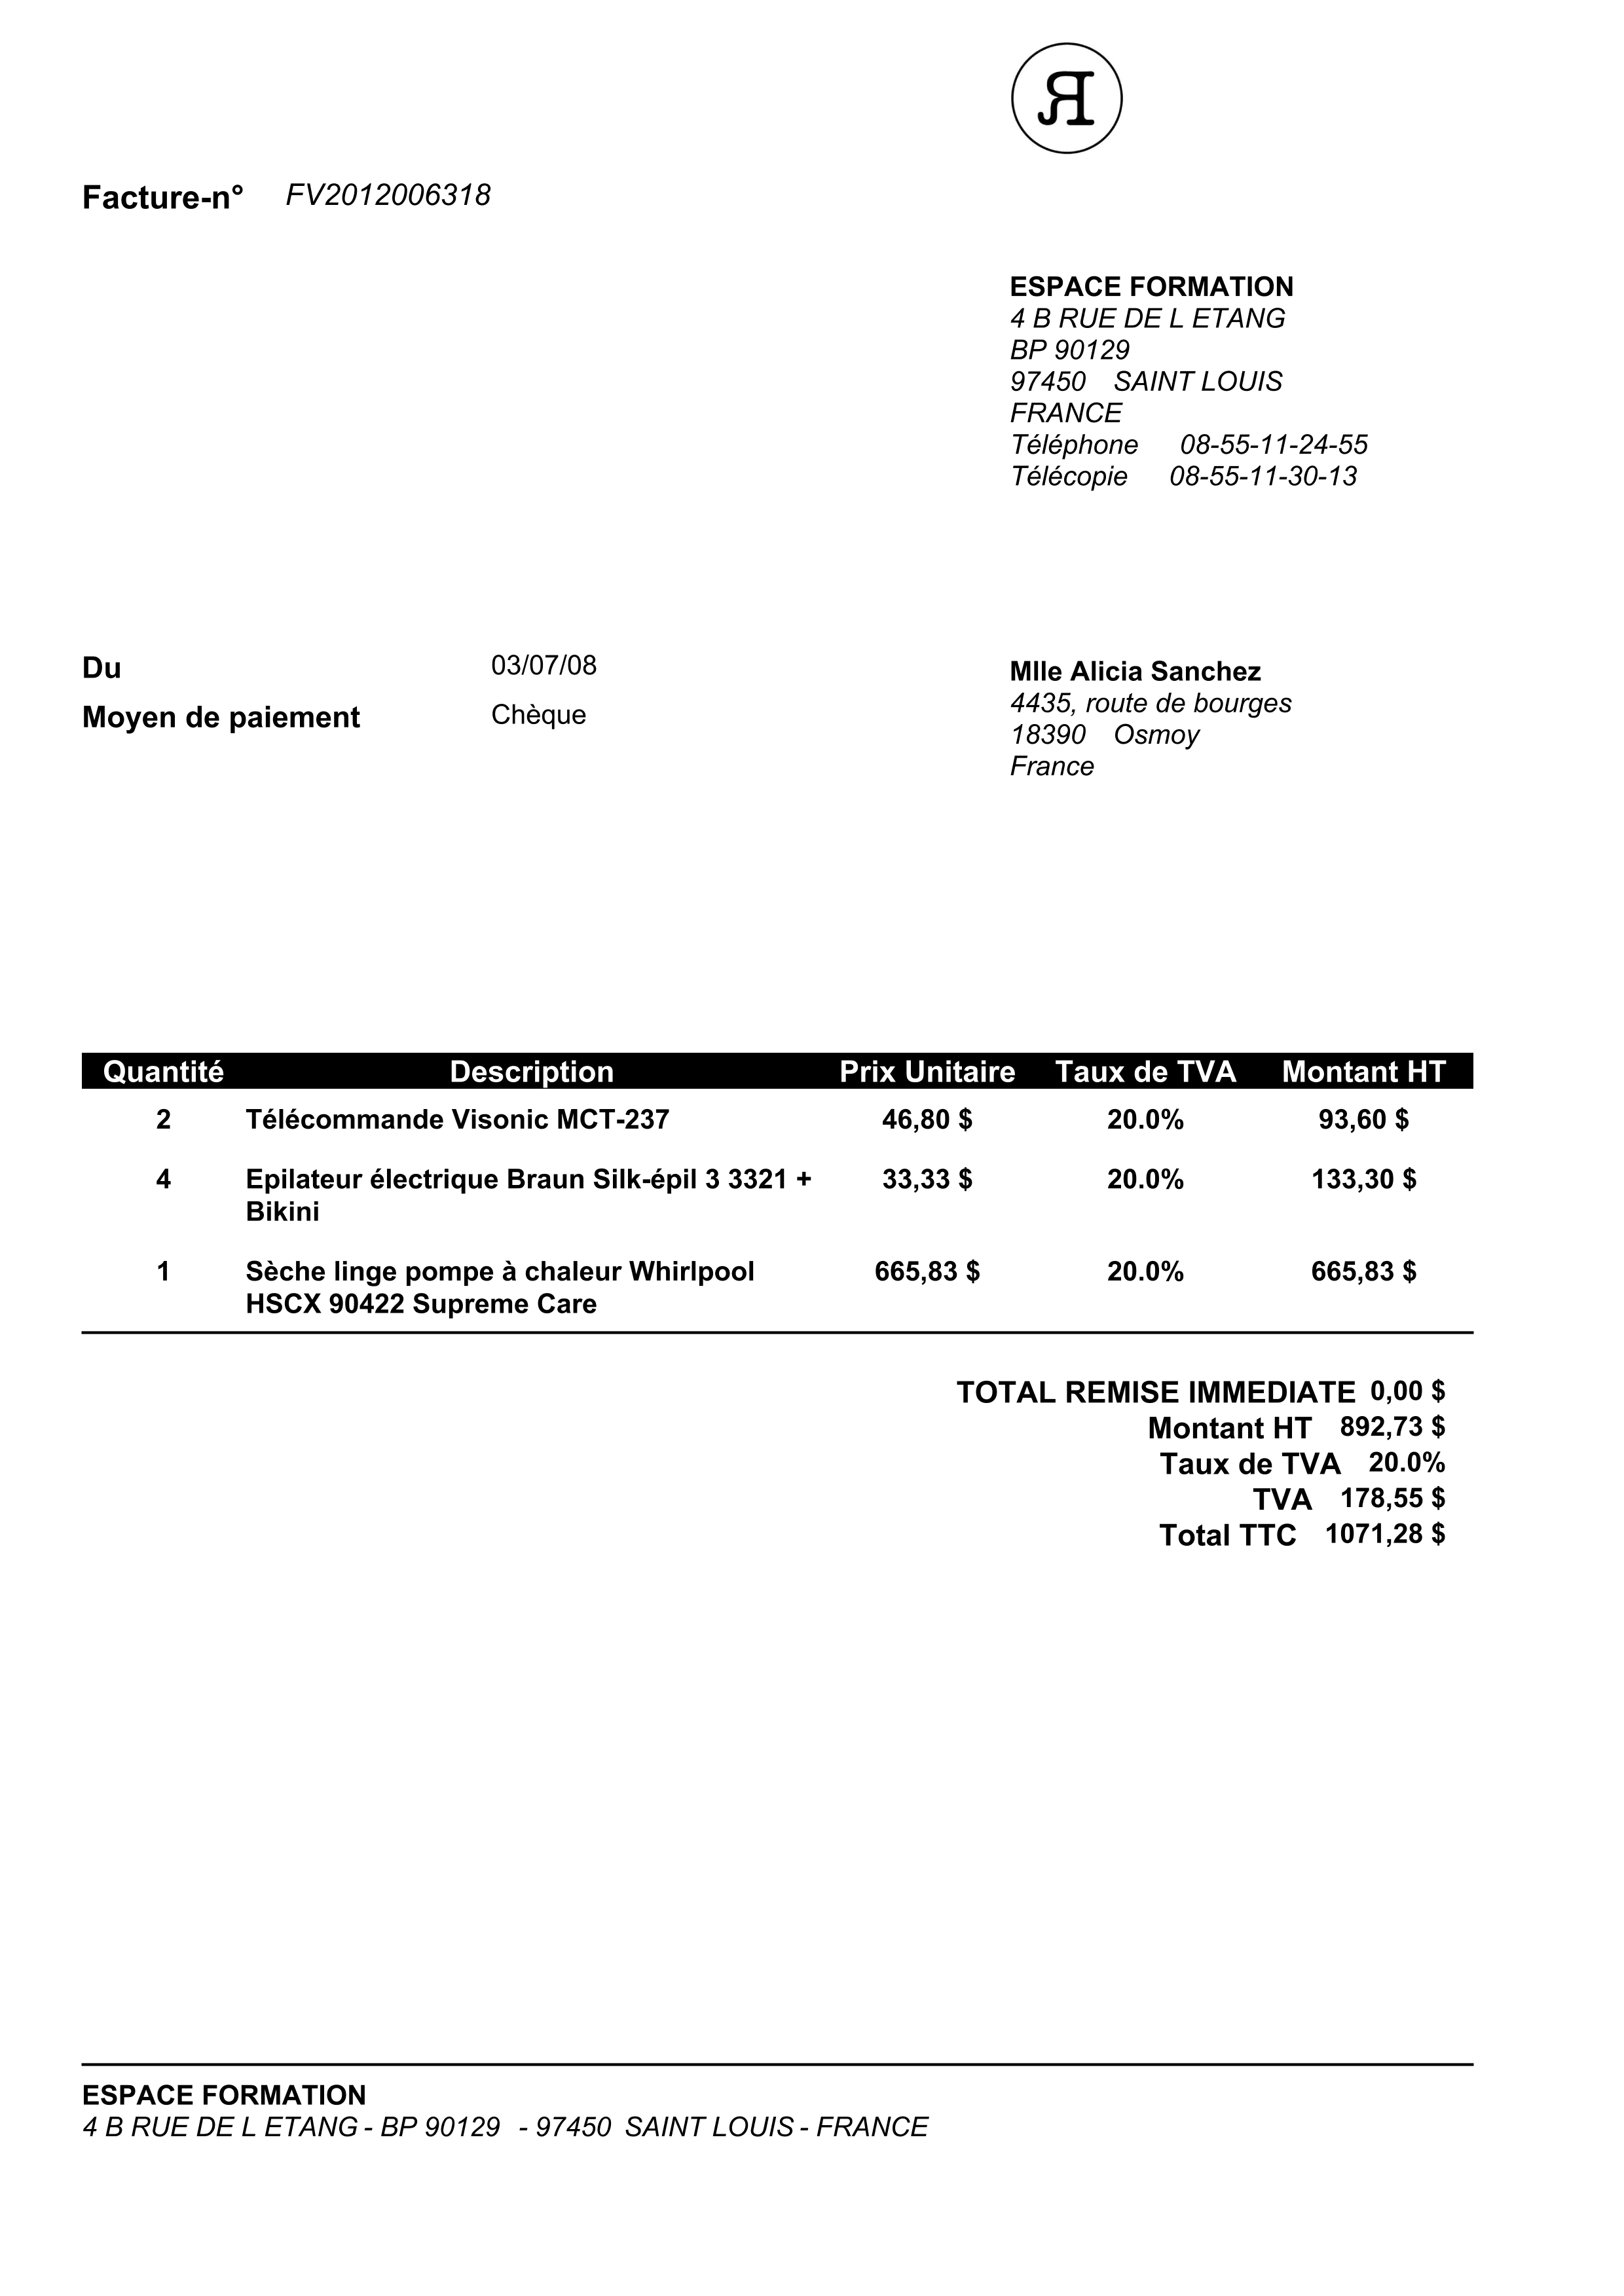 Я
Facture-n° FV2012006318
ESPACE FORMATION
4 B RUE DE L ETANG
BP 90129
97450 SAINT LOUIS
FRANCE
Téléphone 08-55-11-24-55
Télécopie 08-55-11-30-13
Du 03/07/08
Moyen de paiement Chèque
Mlle Alicia Sanchez
4435, route de bourges
18390 Osmoy
France
Quantité Description Prix Unitaire Taux de TVA Montant HT
2 Télécommande Visonic MCT-237 46,80 $ 20.0% 93,60 $
4 Epilateur électrique Braun Silk-épil 3 3321 + 33,33 $ 20.0% 133,30 $
Bikini
1 Sèche linge pompe à chaleur Whirlpool 665,83 $ 20.0% 665,83 $
HSCX 90422 Supreme Care
TOTAL REMISE IMMEDIATE 0,00 $
Montant HT 892,73 $
Taux de TVA 20.0%
TVA 178,55 $
Total TTC 1071,28 $
ESPACE FORMATION
4 B RUE DE L ETANG - BP 90129 - 97450 SAINT LOUIS - FRANCE